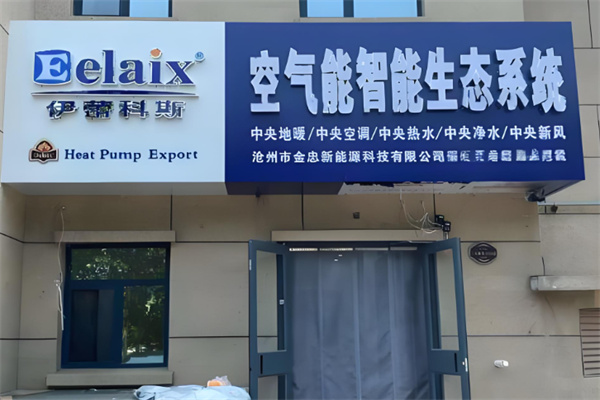 Eelaix®
伊蕾科斯
Heat Pump Export
空气能智能生态系统
中央地暖/中央空调/中央热水/中央净水/中央新风
沧州市金忠新能源科技有限公司